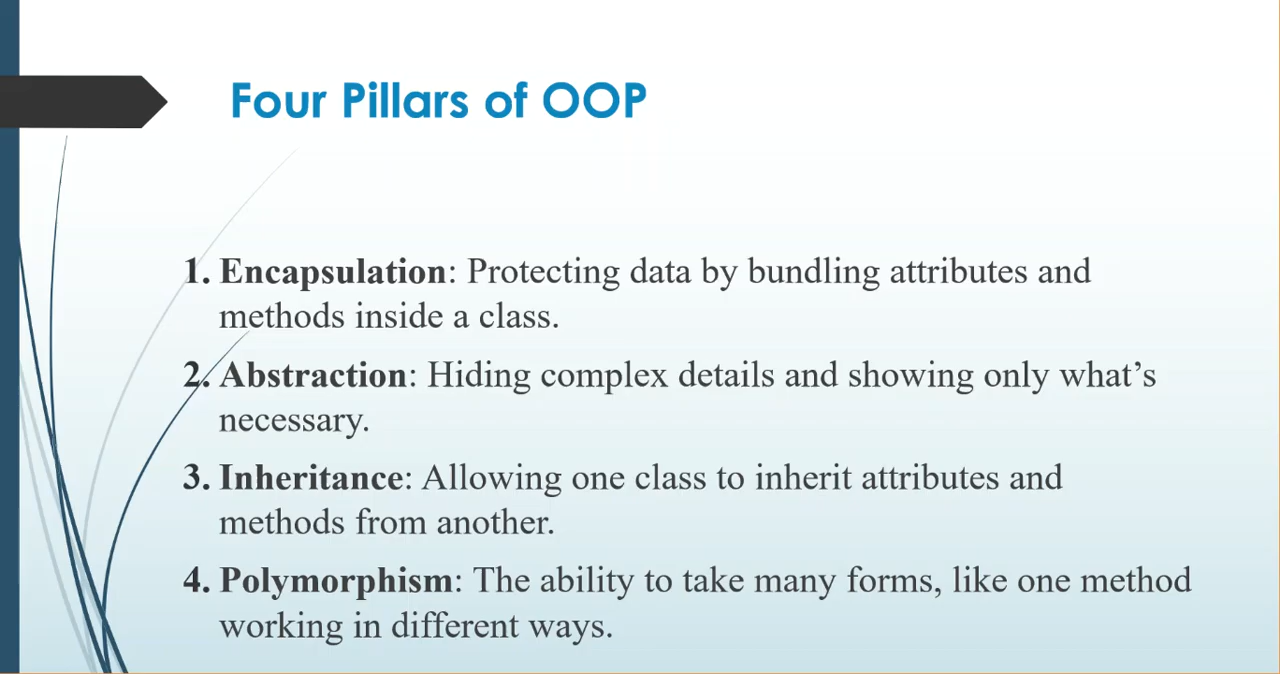 Four Pillars of OOP
1. Encapsulation: Protecting data by bundling attributes and
methods inside a class.
2. Abstraction: Hiding complex details and showing only what’s
necessary.
3. Inheritance: Allowing one class to inherit attributes and
methods from another.
4. Polymorphism: The ability to take many forms, like one method
working in different ways.